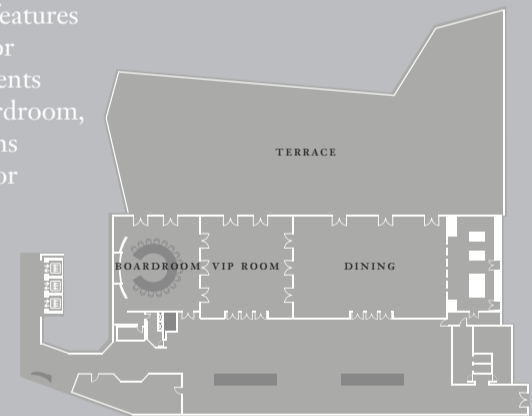 eatures
or
ents
rdroom,
ns
or
TERRACE
BOARDROOM
VIP ROOM
DINING